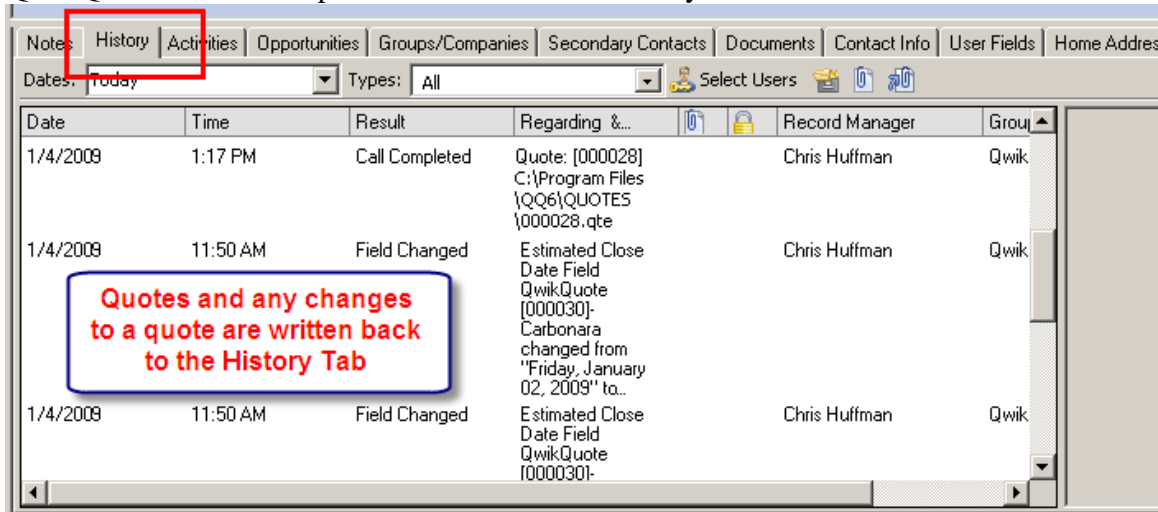 Notes History Activities Opportunities Groups/Companies Secondary Contacts Documents Contact Info User Fields Home Addres
Dates: Today Types: All Select Users
Date Time Result Regarding &... Record Manager Grou
1/4/2009 1:17 PM Call Completed Quote: [000028] Chris Huffman Qwik
C:\Program Files
\QQ6\QUOTES
\000028.qte
1/4/2009 11:50 AM Field Changed Estimated Close Chris Huffman Qwik
Date Field
QwikQuote
[000030]-
Carbonara
changed from
"Friday, January
02, 2009" to...
Quotes and any changes
to a quote are written back
to the History Tab
1/4/2009 11:50 AM Field Changed Estimated Close Chris Huffman Qwik
Date Field
QwikQuote
[000030]-